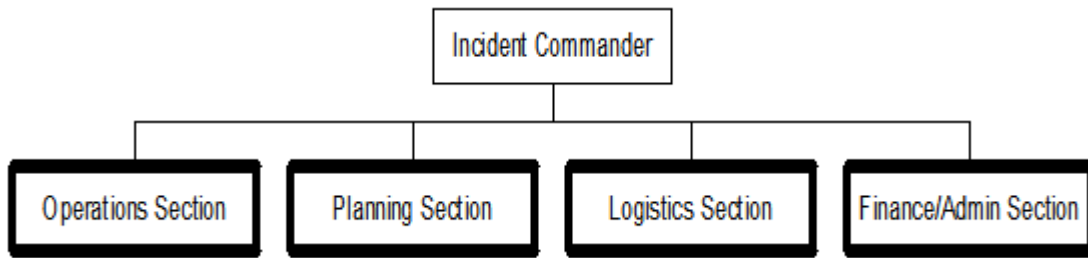 Incident Commander
Operations Section
Planning Section
Logistics Section
Finance/Admin Section